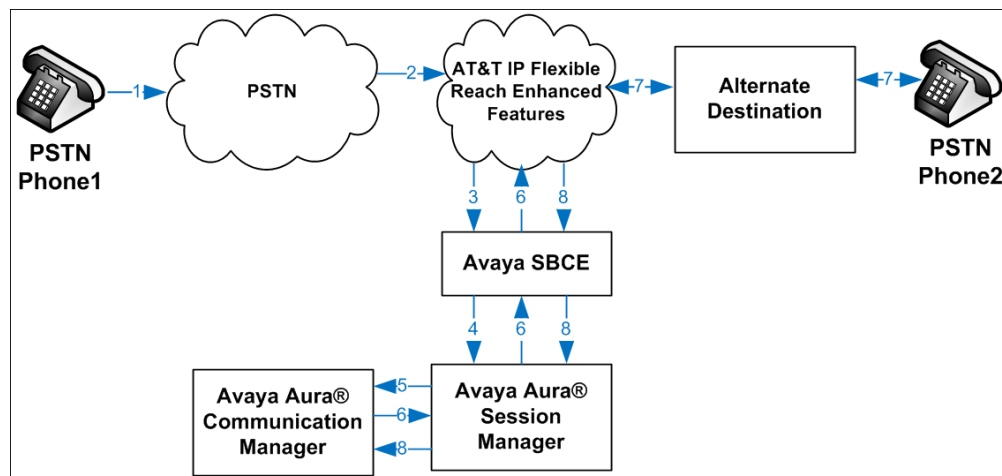 PSTN
Phone1
1
PSTN
2
AT&T IP Flexible
Reach Enhanced
Features
7
Alternate
Destination
7
PSTN
Phone2
3
6
8
Avaya SBCE
4
6
8
Avaya Aura®
Communication
Manager
5
6
8
Avaya Aura®
Session
Manager